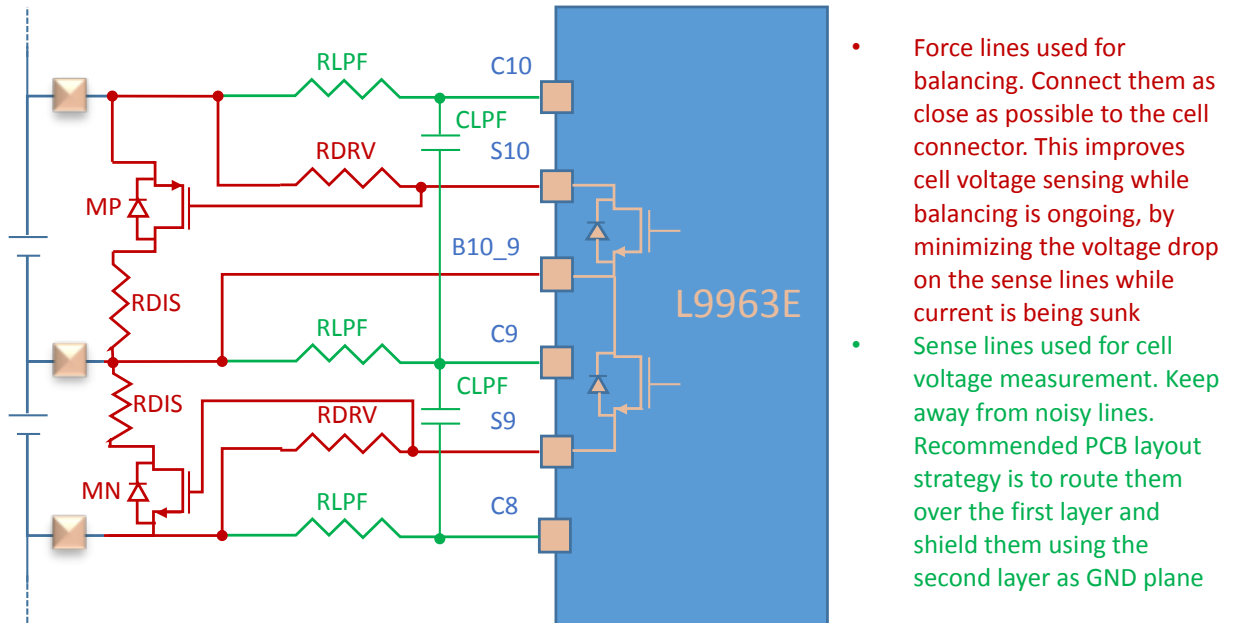 RLPF
C10
CLPF
RDRV
S10
MP
B10_9
RDIS
L9963E
RLPF
C9
CLPF
RDIS
RDRV
S9
MN
RLPF
C8
• Force lines used for
balancing. Connect them as
close as possible to the cell
connector. This improves
cell voltage sensing while
balancing is ongoing, by
minimizing the voltage drop
on the sense lines while
current is being sunk
• Sense lines used for cell
voltage measurement. Keep
away from noisy lines.
Recommended PCB layout
strategy is to route them
over the first layer and
shield them using the
second layer as GND plane